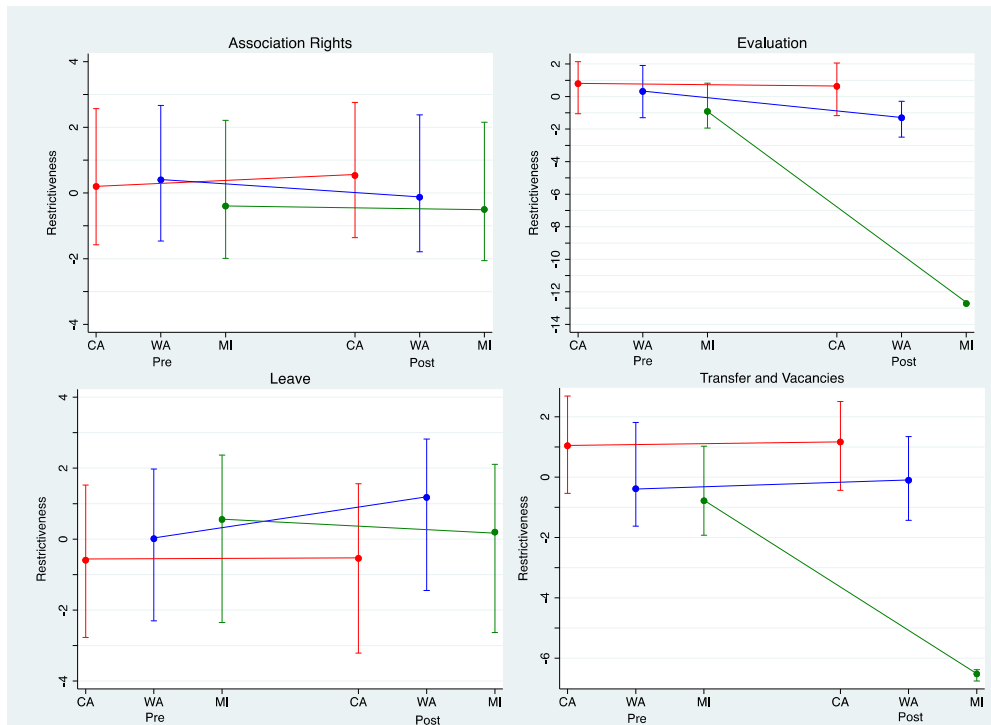 Association Rights
Restrictiveness
4
2
0
-2
-4
CA WA MI CA WA MI
Pre Post
Evaluation
Restrictiveness
2
0
-2
-4
-6
-8
-10
-12
-14
CA WA MI CA WA MI
Pre Post
Leave
Restrictiveness
4
2
0
-2
-4
CA WA MI CA WA MI
Pre Post
Transfer and Vacancies
Restrictiveness
2
0
-2
-4
-6
CA WA MI CA WA MI
Pre Post